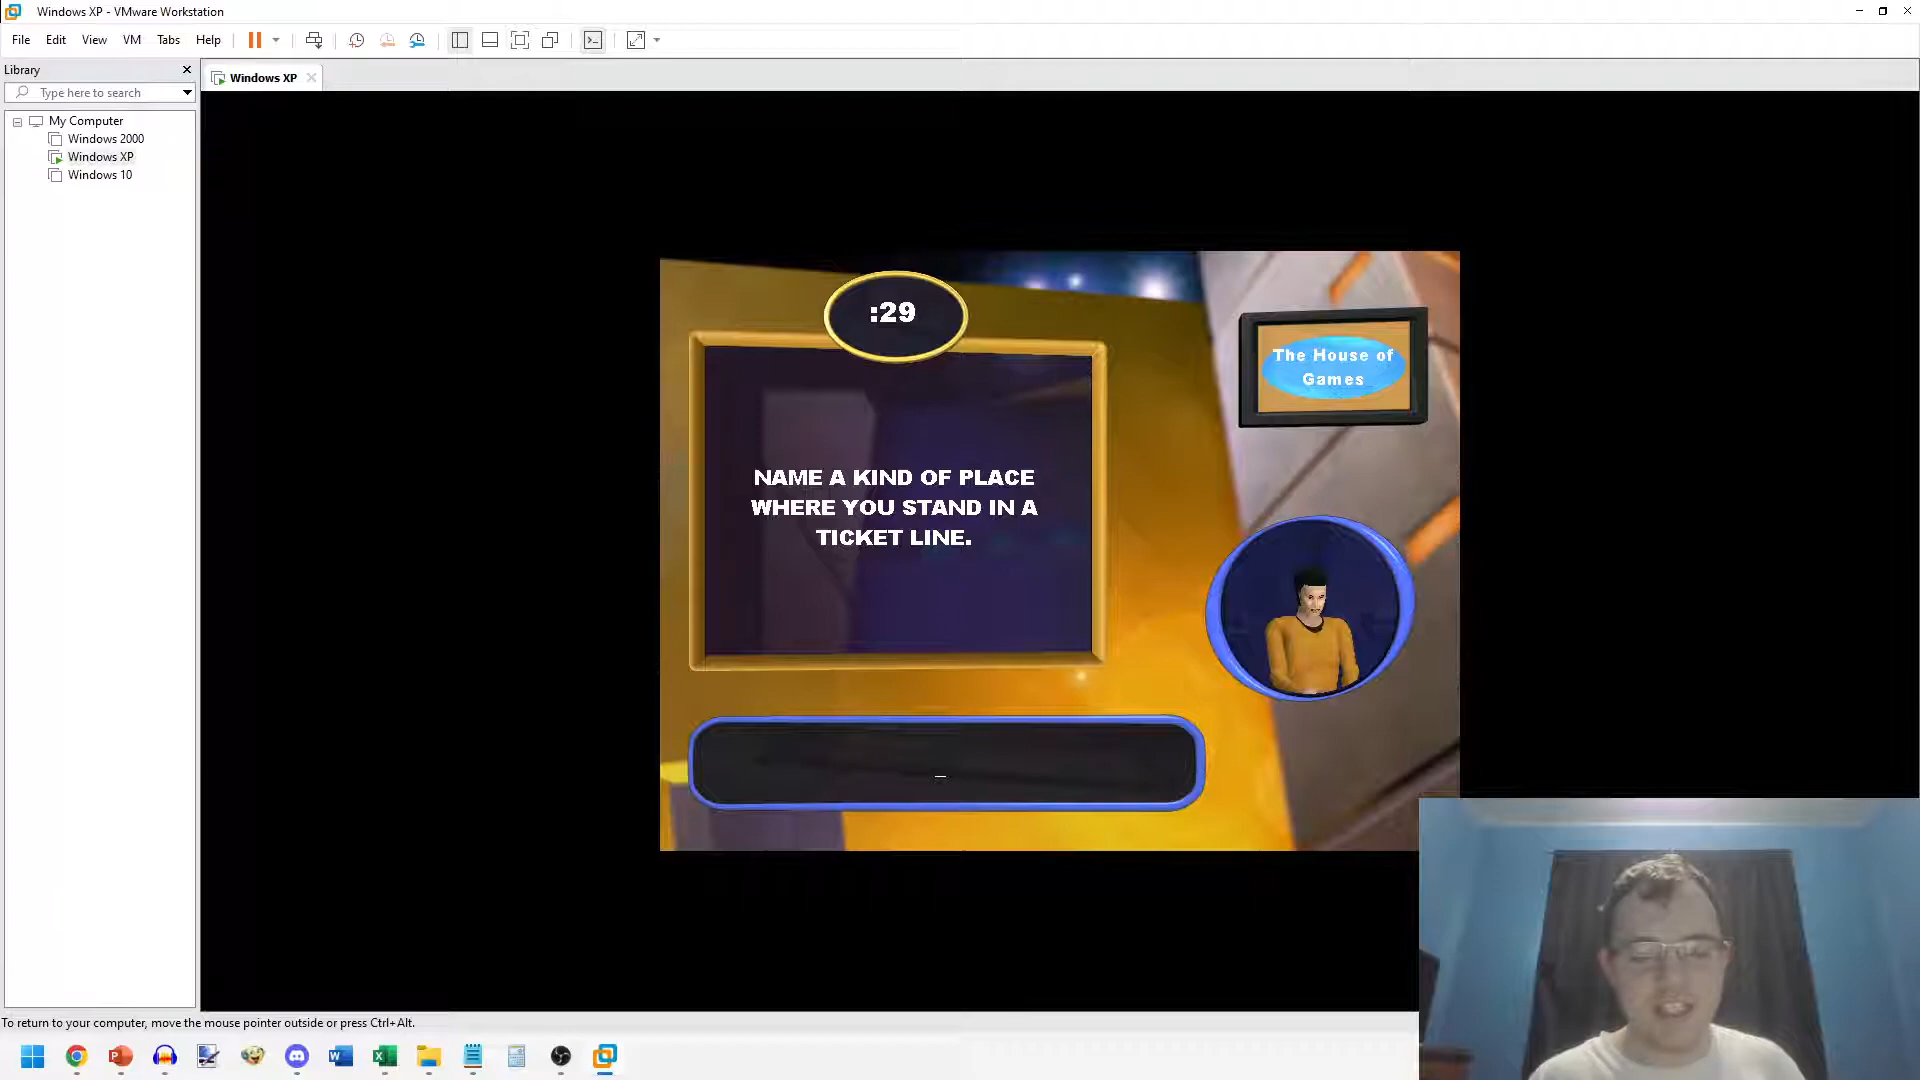 Windows XP - VMware Workstation
File Edit View VM Tabs Help
Library
Type here to search
My Computer
Windows 2000
Windows XP
Windows 10
Windows XP
:29
The House of
Games
NAME A KIND OF PLACE
WHERE YOU STAND IN A
TICKET LINE.
_
To return to your computer, move the mouse pointer outside or press Ctrl+Alt.